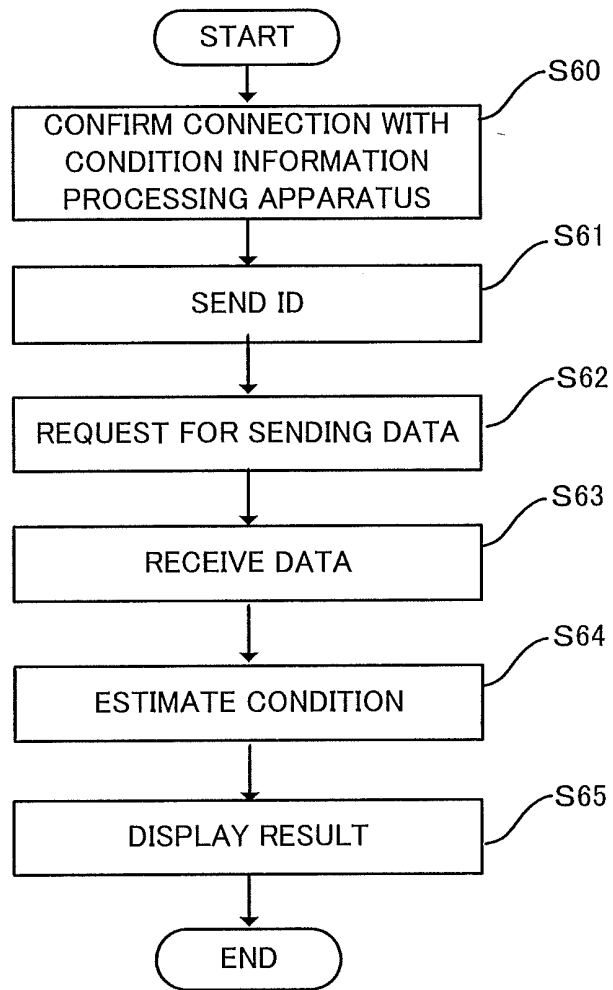 START
S60
CONFIRM CONNECTION WITH
CONDITION INFORMATION
PROCESSING APPARATUS
S61
SEND ID
S62
REQUEST FOR SENDING DATA
S63
RECEIVE DATA
S64
ESTIMATE CONDITION
S65
DISPLAY RESULT
END